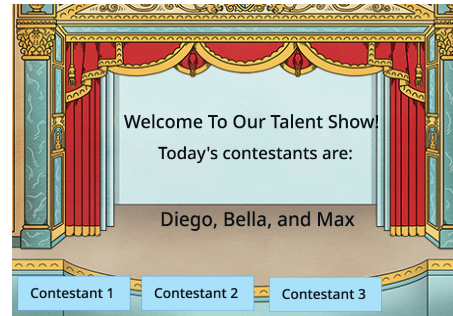 Welcome To Our Talent Show!
Today's contestants are:
Diego, Bella, and Max
Contestant 1
Contestant 2
Contestant 3